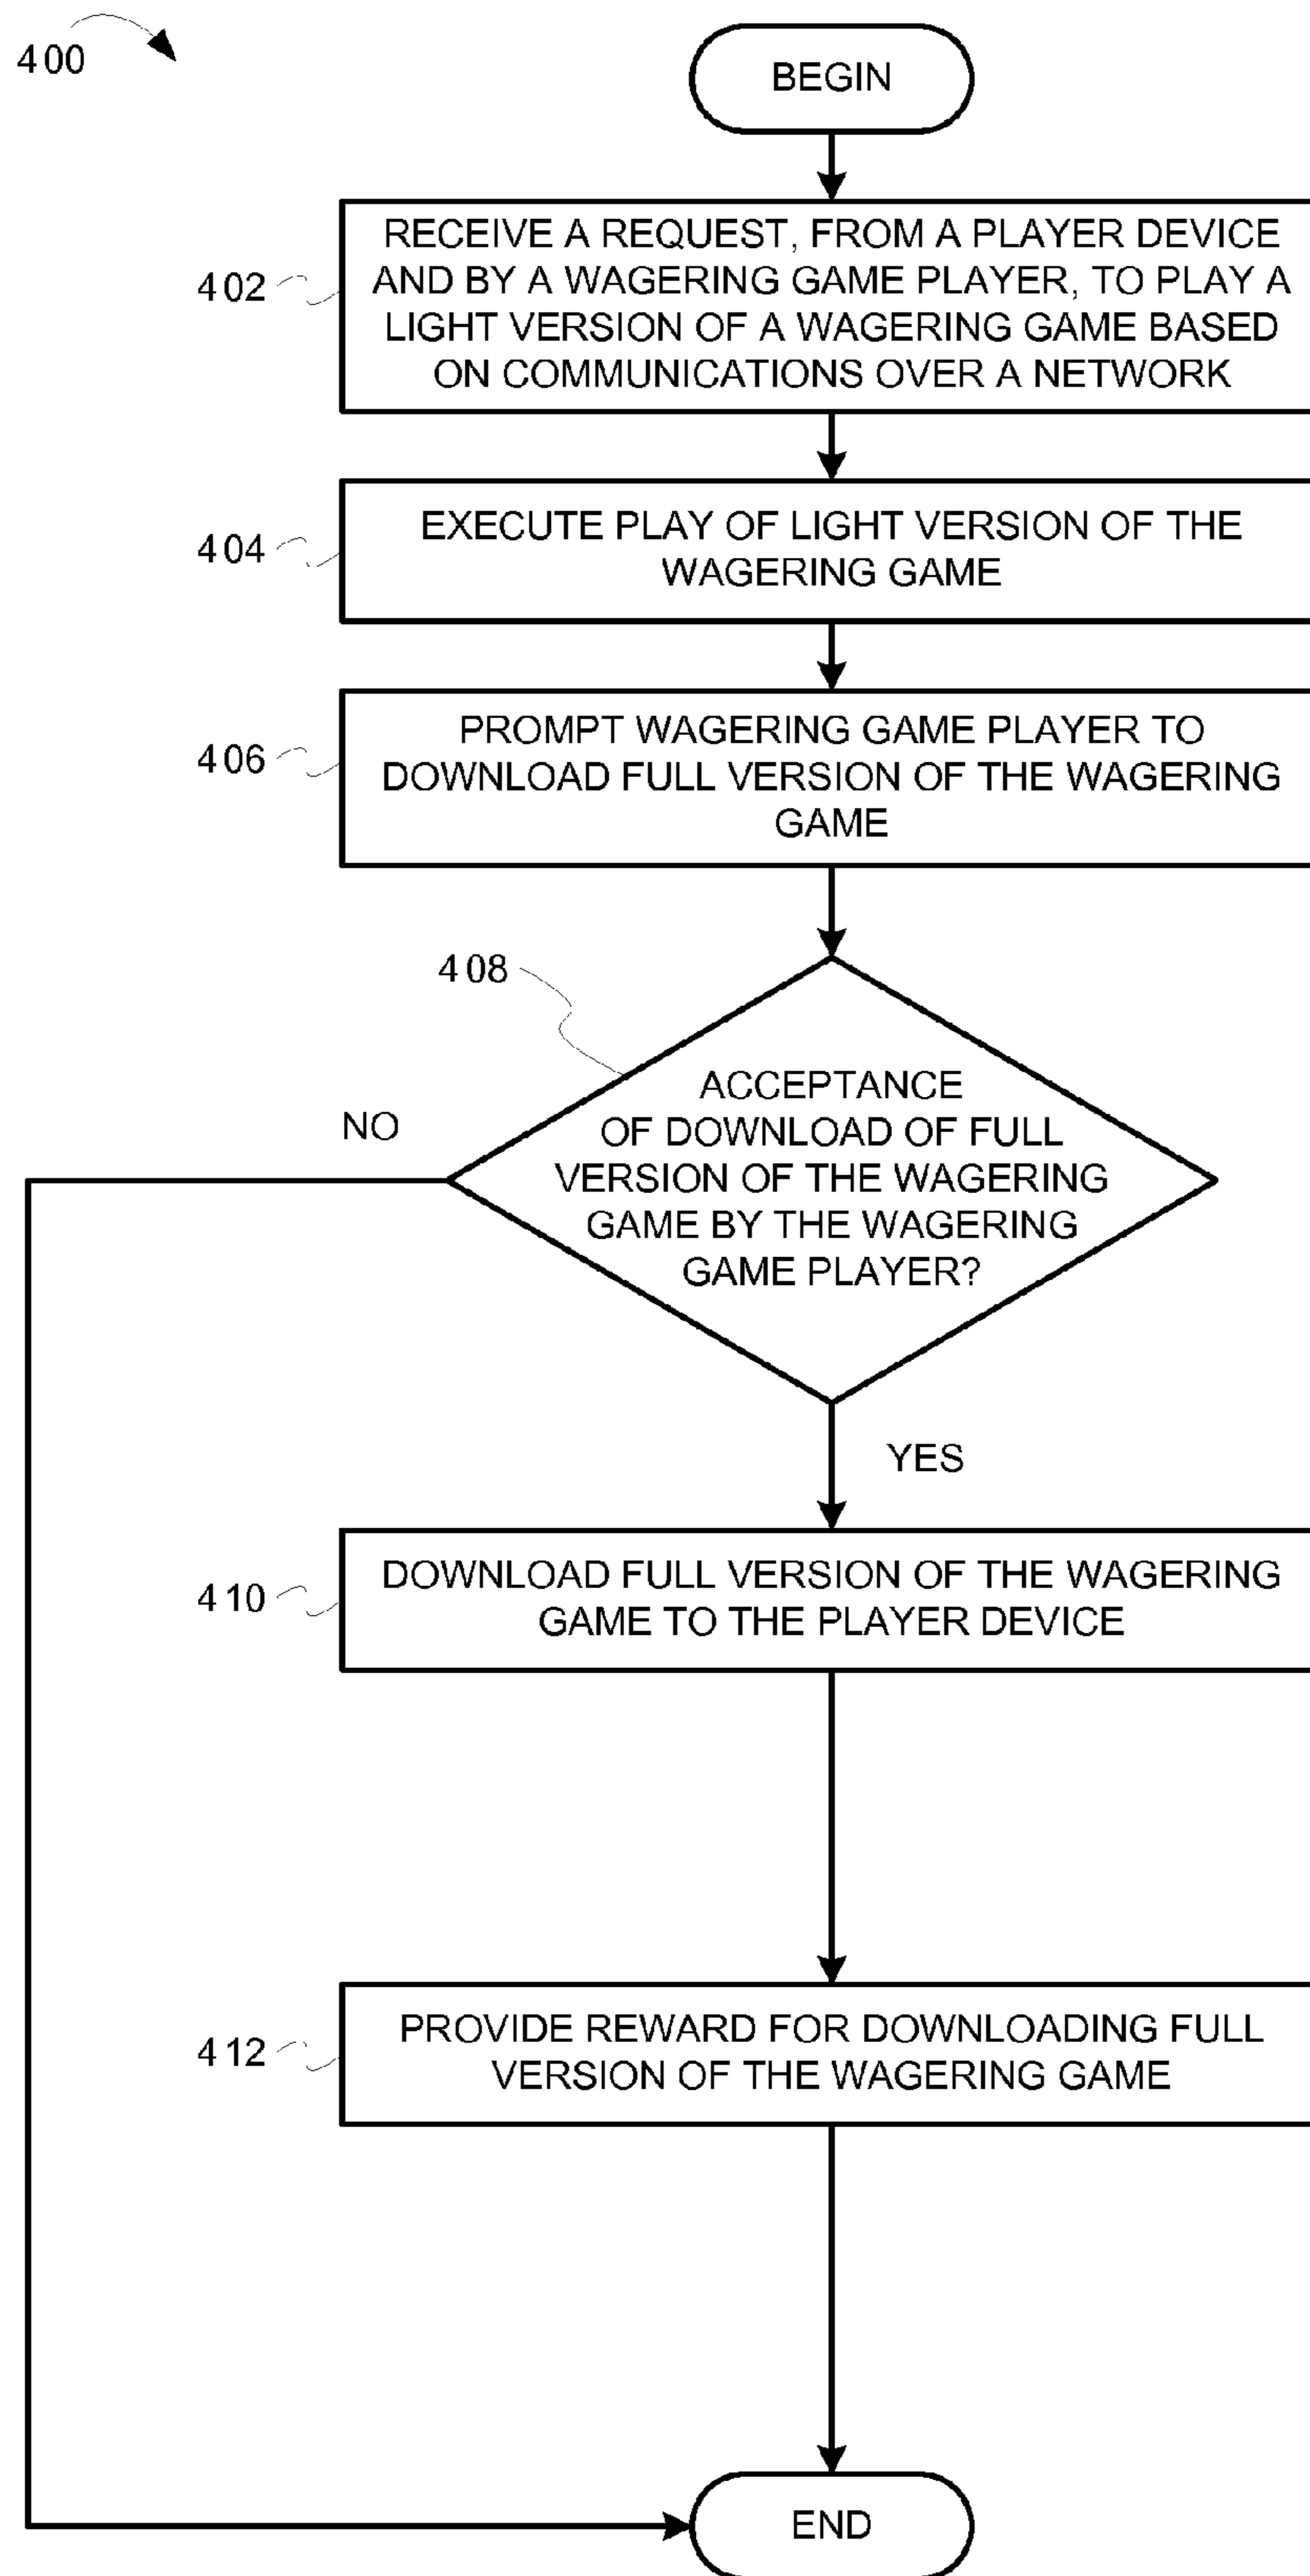 400
BEGIN
402
RECEIVE A REQUEST, FROM A PLAYER DEVICE
AND BY A WAGERING GAME PLAYER, TO PLAY A
LIGHT VERSION OF A WAGERING GAME BASED
ON COMMUNICATIONS OVER A NETWORK
404
EXECUTE PLAY OF LIGHT VERSION OF THE
WAGERING GAME
406
PROMPT WAGERING GAME PLAYER TO
DOWNLOAD FULL VERSION OF THE WAGERING
GAME
408
ACCEPTANCE
OF DOWNLOAD OF FULL
VERSION OF THE WAGERING
GAME BY THE WAGERING
GAME PLAYER?
NO
YES
410
DOWNLOAD FULL VERSION OF THE WAGERING
GAME TO THE PLAYER DEVICE
412
PROVIDE REWARD FOR DOWNLOADING FULL
VERSION OF THE WAGERING GAME
END